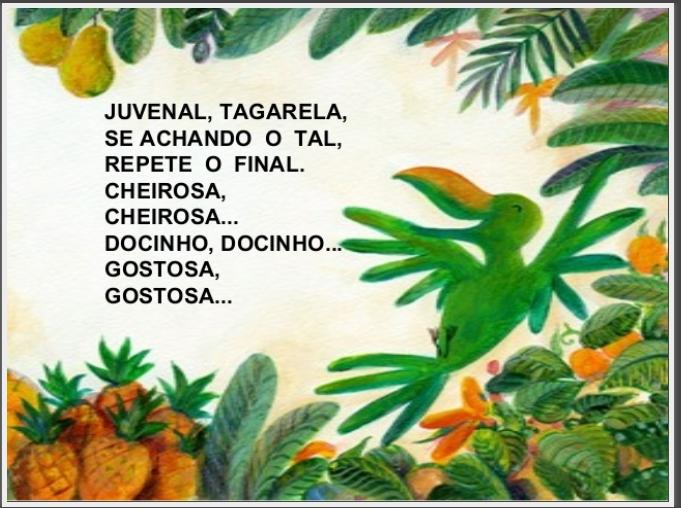 JUVENAL, TAGARELA,
SE ACHANDO O TAL,
REPETE O FINAL.
CHEIROSA,
CHEIROSA...
DOCINHO, DOCINHO...
GOSTOSA,
GOSTOSA...